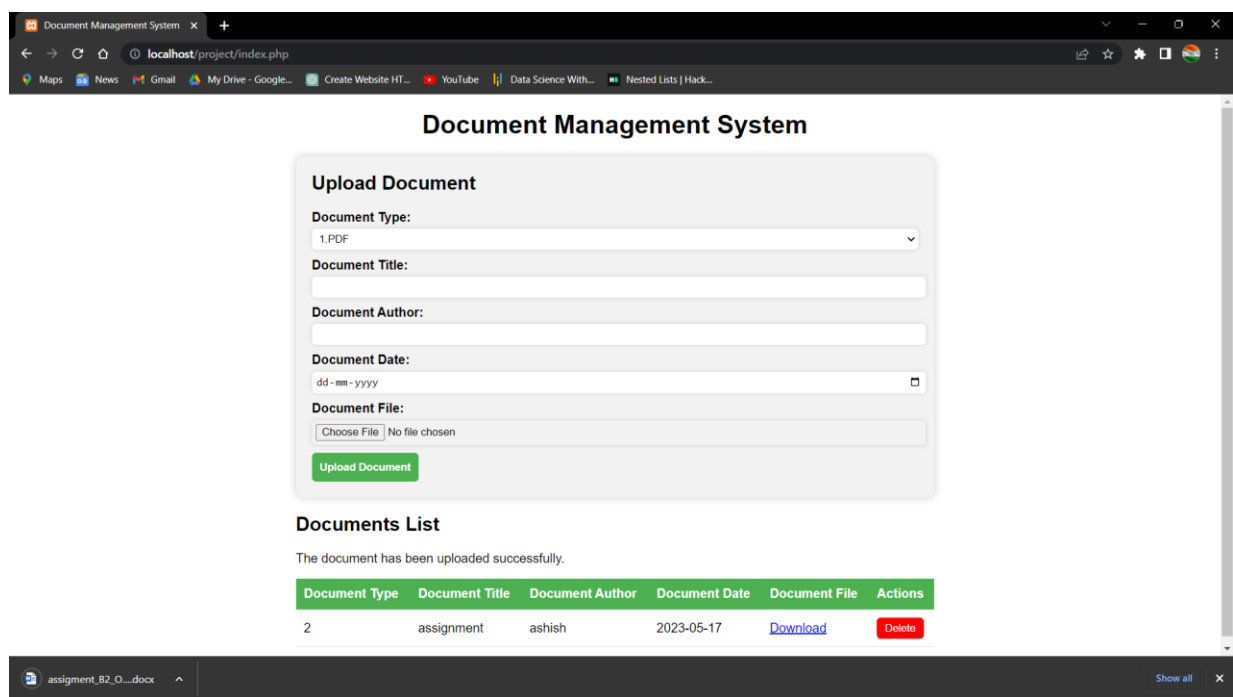 Document Management System
localhost/project/index.php
Maps News Gmail My Drive - Google... Create Website HT... YouTube Data Science With... Nested Lists | Hack...
Document Management System
Upload Document
Document Type:
1.PDF
Document Title:
Document Author:
Document Date:
dd-mm-yyyy
Document File:
Choose File No file chosen
Upload Document
Documents List
The document has been uploaded successfully.
Document Type Document Title Document Author Document Date Document File Actions
2 assignment ashish 2023-05-17 Download Delete
assigment_B2_O....docx Show all